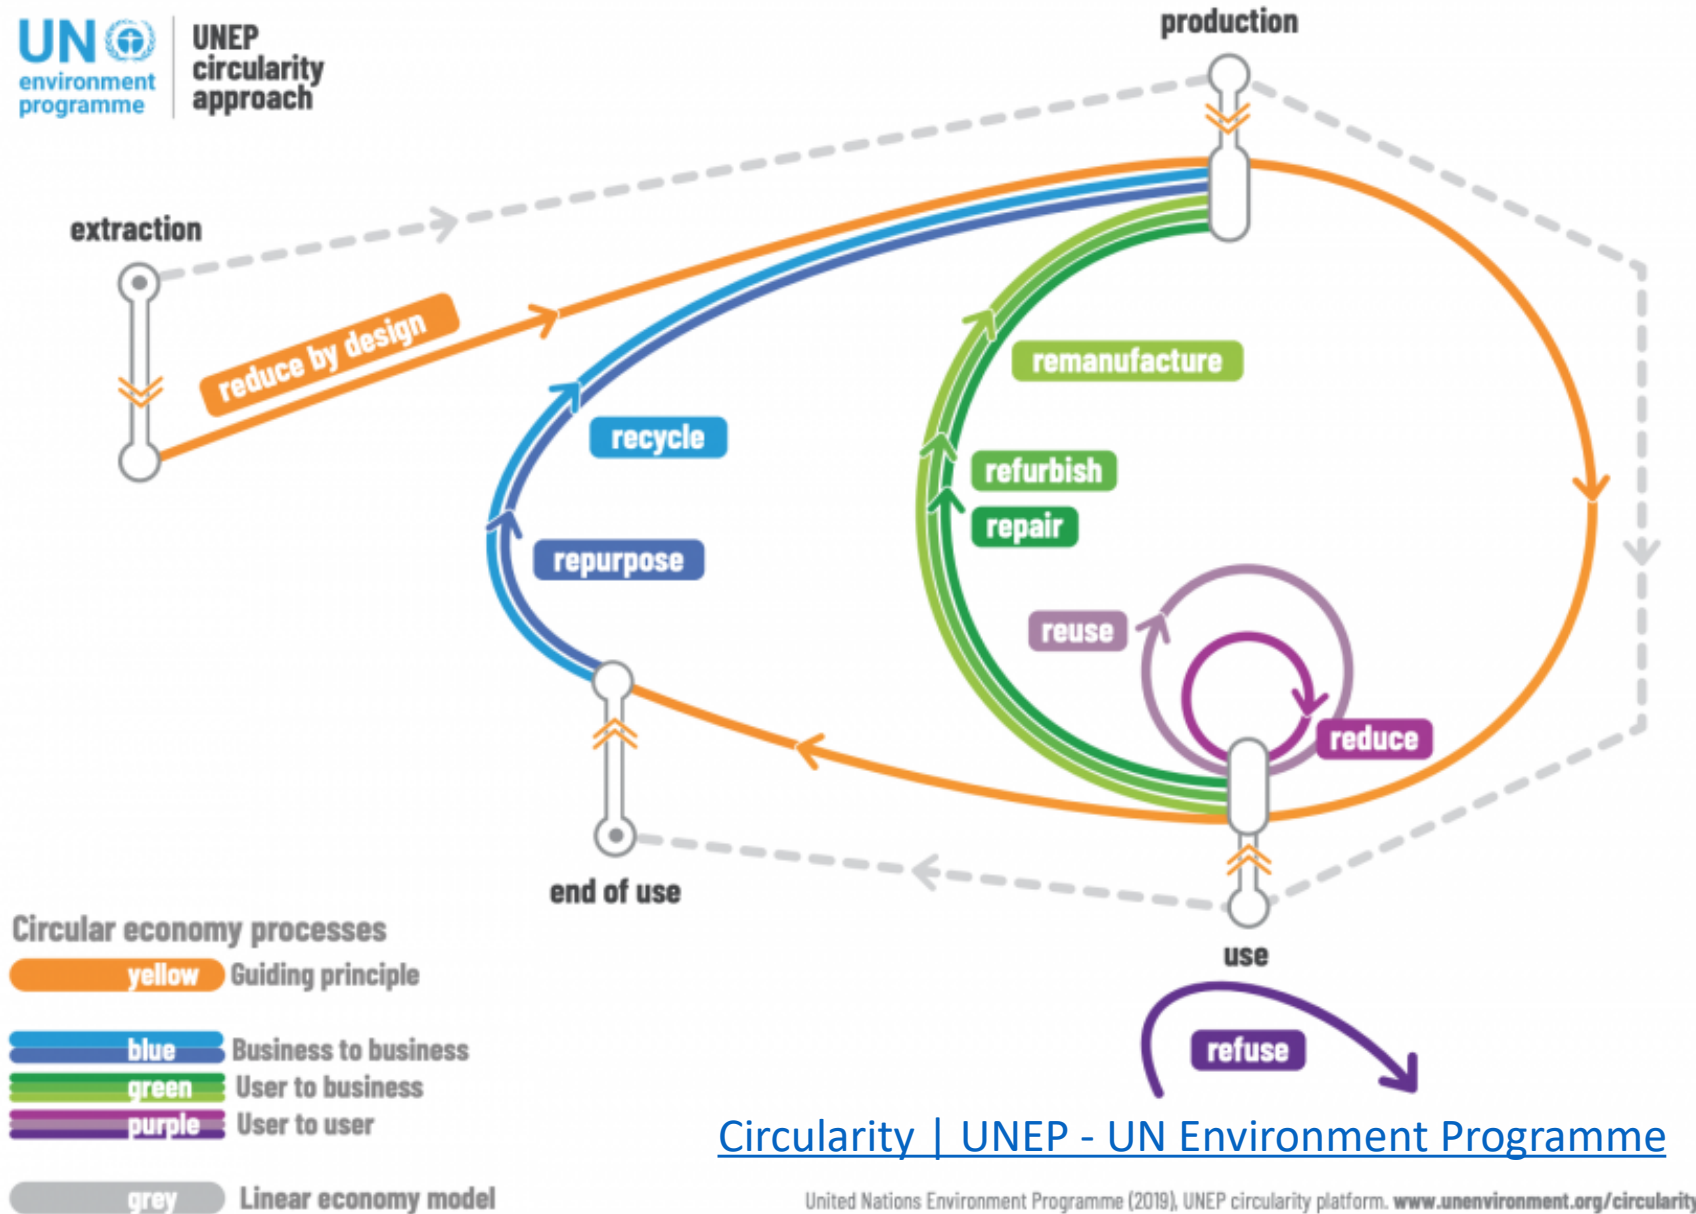 UN
environment
programme
UNEP
circularity
approach
production
extraction
reduce by design
remanufacture
recycle
refurbish
repair
repurpose
reuse
reduce
end of use
use
refuse
Circular economy processes
yellow Guiding principle
blue Business to business
green User to business
purple User to user
grey Linear economy model
Circularity | UNEP - UN Environment Programme
United Nations Environment Programme (2019), UNEP circularity platform. www.unenvironment.org/circularity